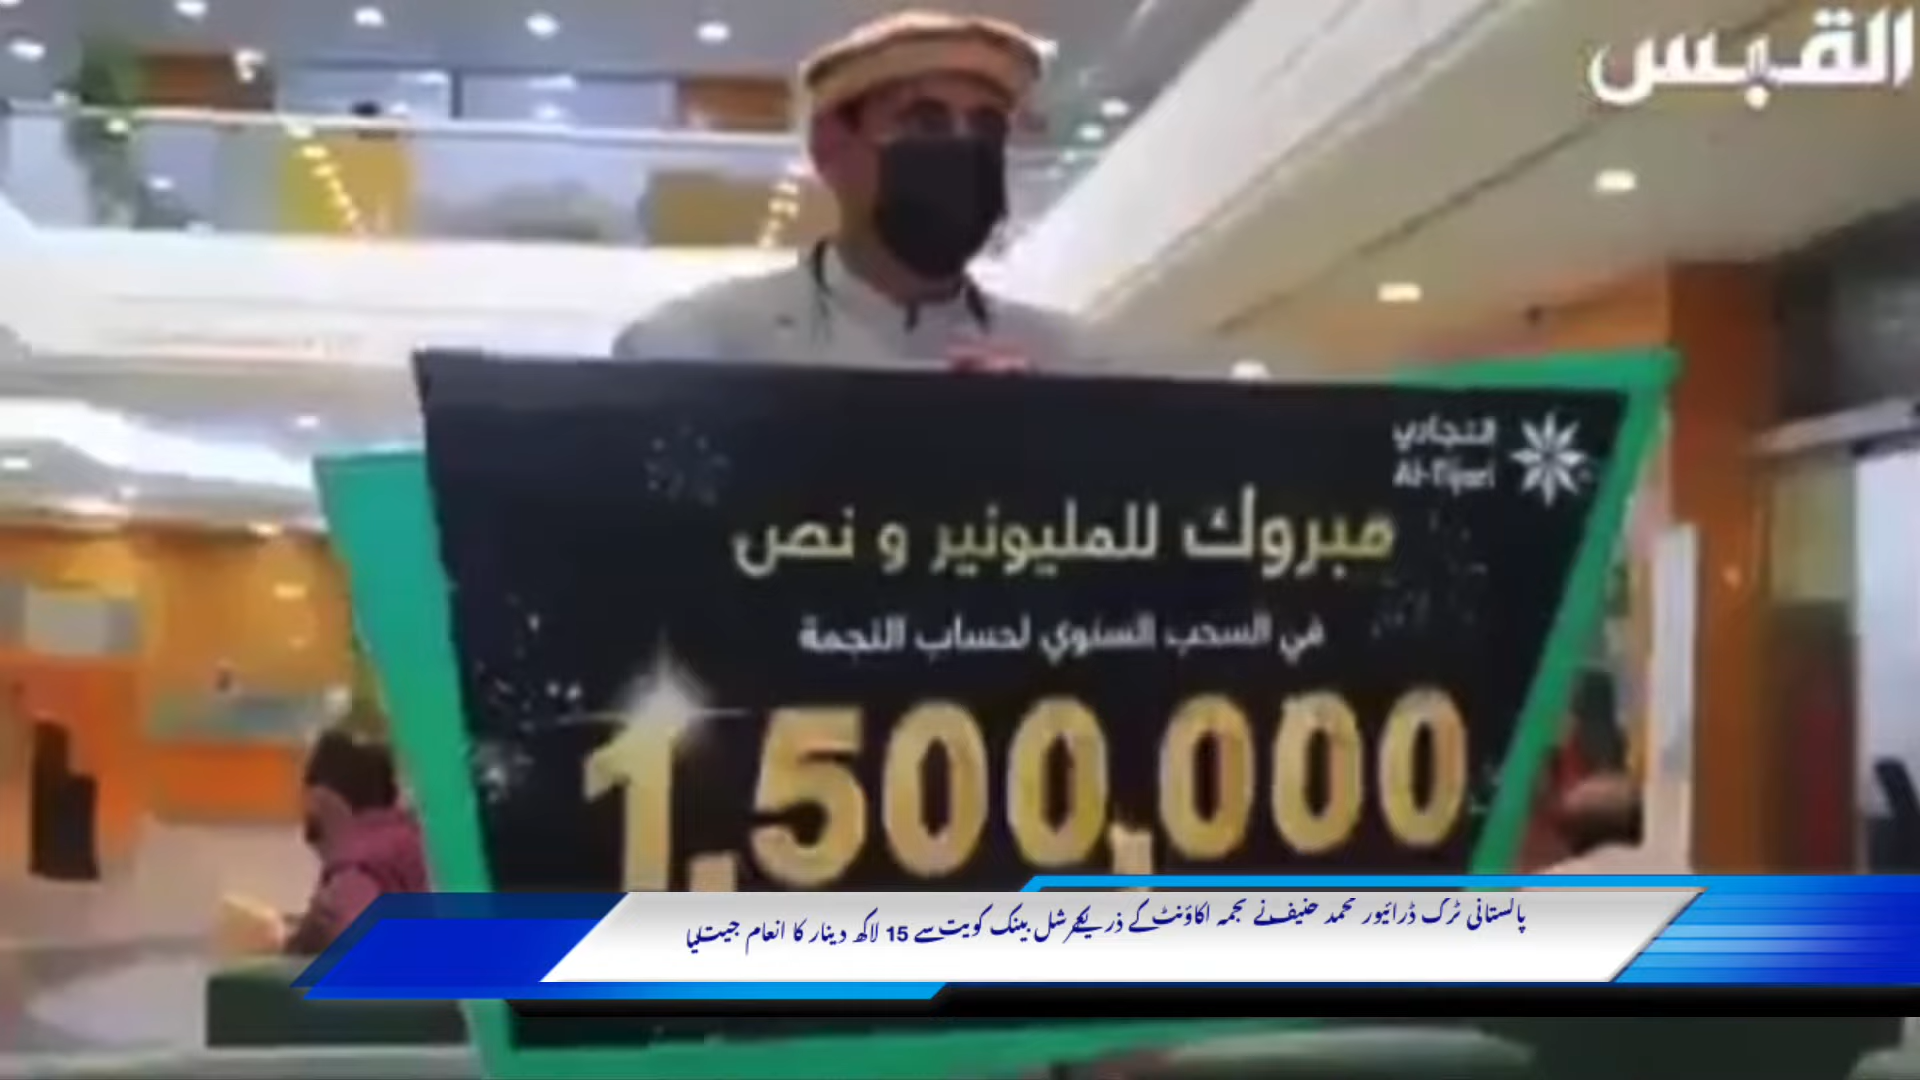 القبس
التجاري
Al-Tijari
مبروك للمليونير و نص
في السحب السنوي لحساب النجمة
1,500,000
پاکستانی ٹرک ڈرائیور محمد حنیف نے نجمہ اکاؤنٹ کے ذریعے کمرشل بینک کویت سے 15 لاکھ دینار کا انعام جیت لیا